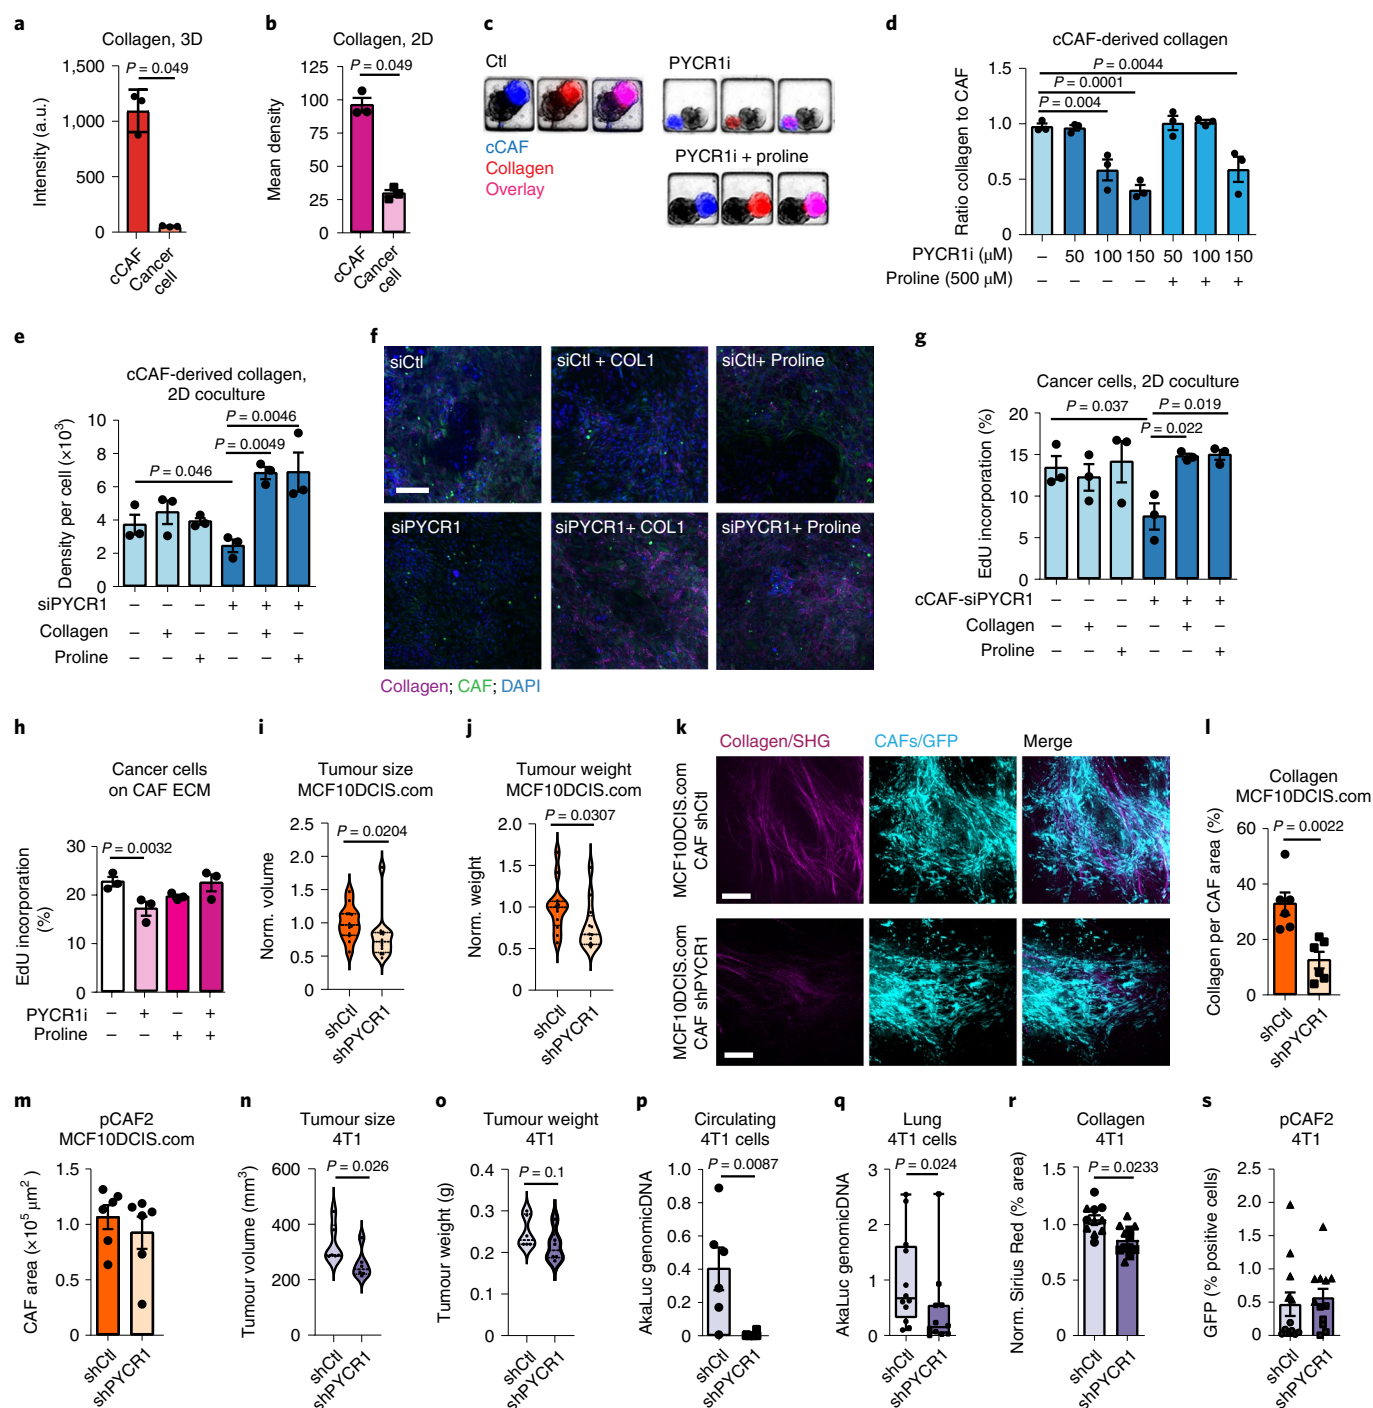 a
Collagen, 3D
P = 0.049
1,500
1,000
500
0
Intensity (a.u.)
cCAF
Cancer
cell
b
Collagen, 2D
P = 0.049
125
100
75
50
25
0
Mean density
cCAF
Cancer
cell
c
Ctl
cCAF
Collagen
Overlay
PYCR1i
PYCR1i + proline
d
cCAF-derived collagen
P = 0.0044
P = 0.0001
P = 0.004
1.5
1.0
0.5
0
Ratio collagen to CAF
PYCR1i (μM) – 50 100 150 50 100 150
Proline (500 μM) – – – – + + +
e
cCAF-derived collagen,
2D coculture
P = 0.0046
P = 0.0049
P = 0.046
10
8
6
4
2
0
Density per cell (×10³)
siPYCR1 – – – + + +
Collagen – + – – + –
Proline – – + – – +
f
siCtl
siCtl + COL1
siCtl+ Proline
siPYCR1
siPYCR1+ COL1
siPYCR1+ Proline
Collagen; CAF; DAPI
g
Cancer cells, 2D coculture
P = 0.037
P = 0.019
P = 0.022
20
15
10
5
0
EdU incorporation (%)
cCAF-siPYCR1 – – – + + +
Collagen – + – – + –
Proline – – + – – +
h
Cancer cells
on CAF ECM
P = 0.0032
30
20
10
0
EdU incorporation
(%)
PYCR1i – + – +
Proline – – + +
i
Tumour size
MCF10DCIS.com
P = 0.0204
2.5
2.0
1.5
1.0
0.5
0
Norm. volume
shCtl
shPYCR1
j
Tumour weight
MCF10DCIS.com
P = 0.0307
2.0
1.5
1.0
0.5
0
Norm. weight
shCtl
shPYCR1
k
Collagen/SHG
CAFs/GFP
Merge
MCF10DCIS.com
CAF shCtl
MCF10DCIS.com
CAF shPYCR1
l
Collagen
MCF10DCIS.com
P = 0.0022
60
40
20
0
Collagen per CAF area (%)
shCtl
shPYCR1
m
pCAF2
MCF10DCIS.com
1.5
1.0
0.5
0
CAF area (×10⁵ μm²)
shCtl
shPYCR1
n
Tumour size
4T1
P = 0.026
600
400
200
0
Tumour volume (mm³)
shCtl
shPYCR1
o
Tumour weight
4T1
P = 0.1
0.4
0.3
0.2
0.1
0
Tumour weight (g)
shCtl
shPYCR1
p
Circulating
4T1 cells
P = 0.0087
1.0
0.8
0.6
0.4
0.2
0
AkaLuc genomicDNA
shCtl
shPYCR1
q
Lung
4T1 cells
P = 0.024
3
2
1
0
AkaLuc genomicDNA
shCtl
shPYCR1
r
Collagen
4T1
P = 0.0233
1.5
1.0
0.5
0
Norm. Sirius Red (% area)
shCtl
shPYCR1
s
pCAF2
4T1
2.5
2.0
1.5
1.0
0.5
0
GFP (% positive cells)
shCtl
shPYCR1